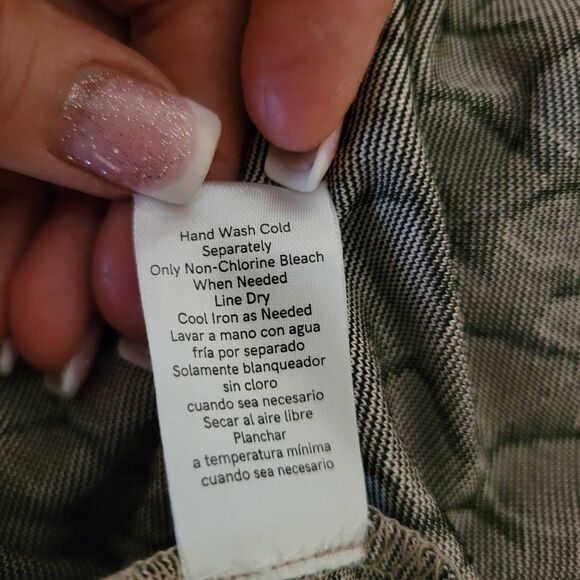 Hand Wash Cold
Separately
Only Non-Chlorine Bleach
When Needed
Line Dry
Cool Iron as Needed
Lavar a mano con agua
fría por separado
Solamente blanqueador
sin cloro
cuando sea necesario
Secar al aire libre
Planchar
a temperatura mínima
cuando sea necesario